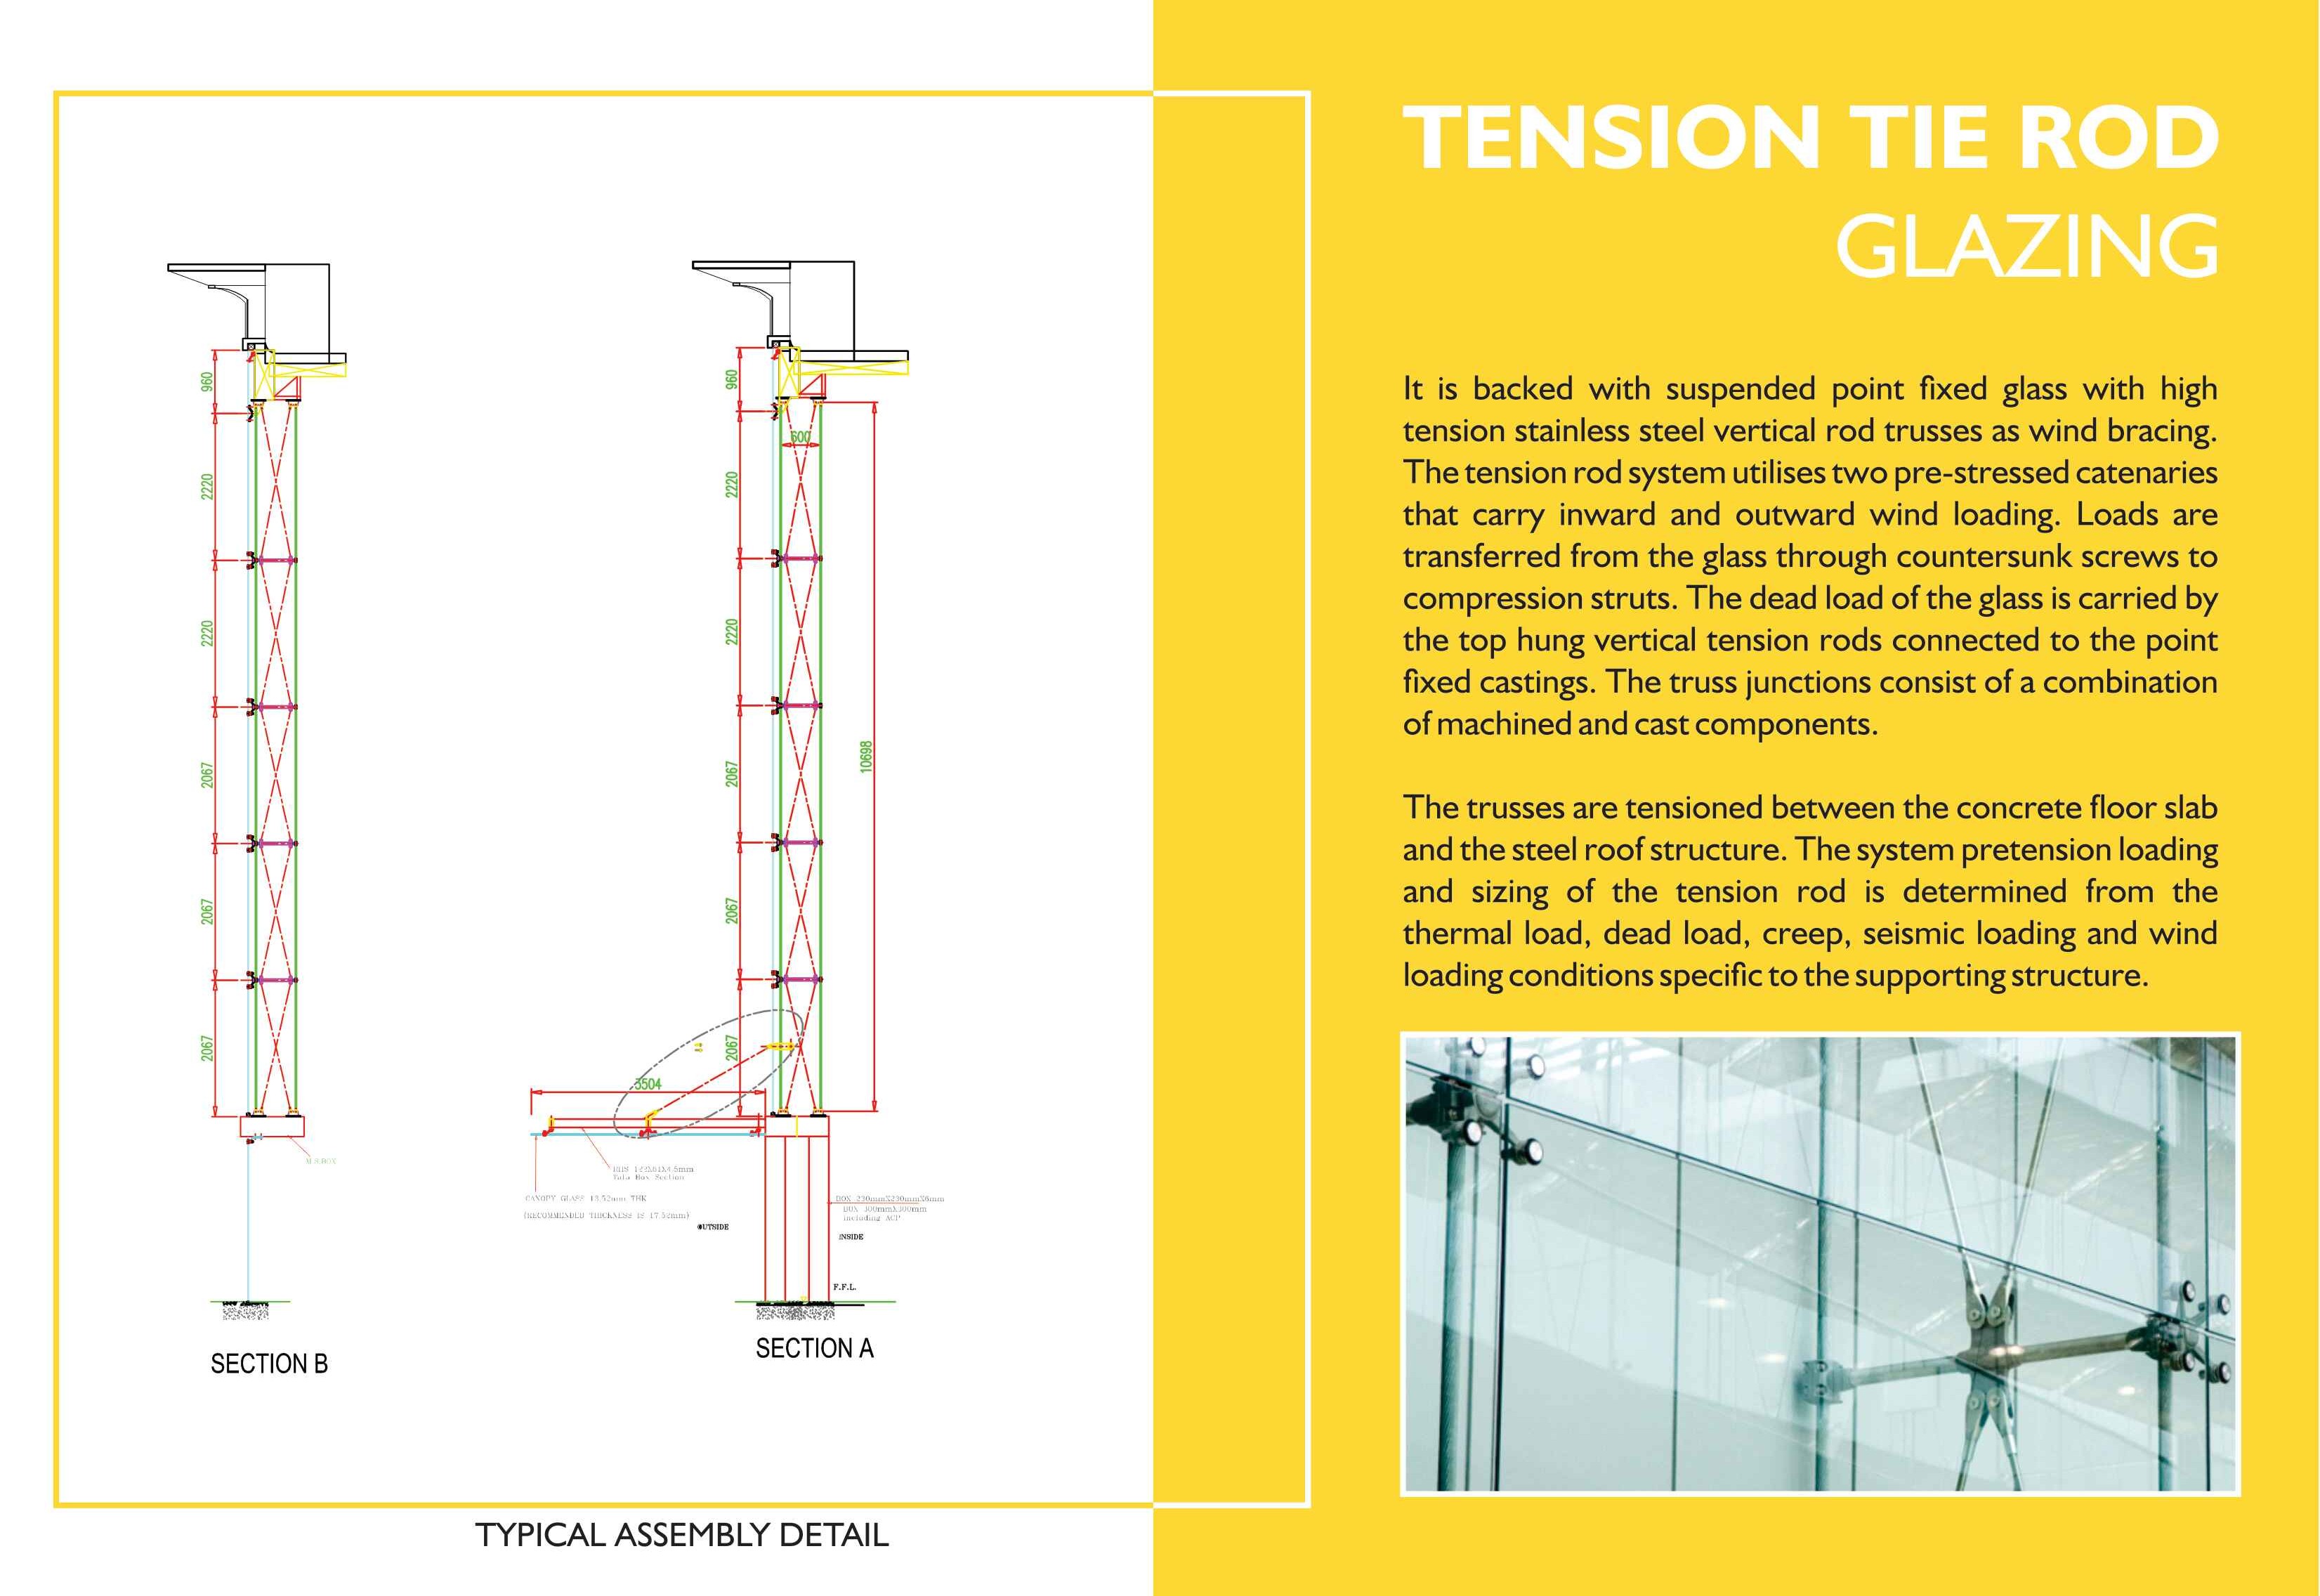 960
2220
2220
2067
2067
2067
SECTION B
960
600
2220
2220
2067
2067
2067
10698
3504
CANOPY GLASS 13.52mm THK
(RECOMMENDED THICKNESS IS 17.52mm)
OUTSIDE
BOX 230mmX230mmX6mm
BOX 300mmX300mm
including ACP
INSIDE
F.F.L.
SECTION A
TYPICAL ASSEMBLY DETAIL
TENSION TIE ROD
GLAZING
It is backed with suspended point fixed glass with high
tension stainless steel vertical rod trusses as wind bracing.
The tension rod system utilises two pre-stressed catenaries
that carry inward and outward wind loading. Loads are
transferred from the glass through countersunk screws to
compression struts. The dead load of the glass is carried by
the top hung vertical tension rods connected to the point
fixed castings. The truss junctions consist of a combination
of machined and cast components.
The trusses are tensioned between the concrete floor slab
and the steel roof structure. The system pretension loading
and sizing of the tension rod is determined from the
thermal load, dead load, creep, seismic loading and wind
loading conditions specific to the supporting structure.